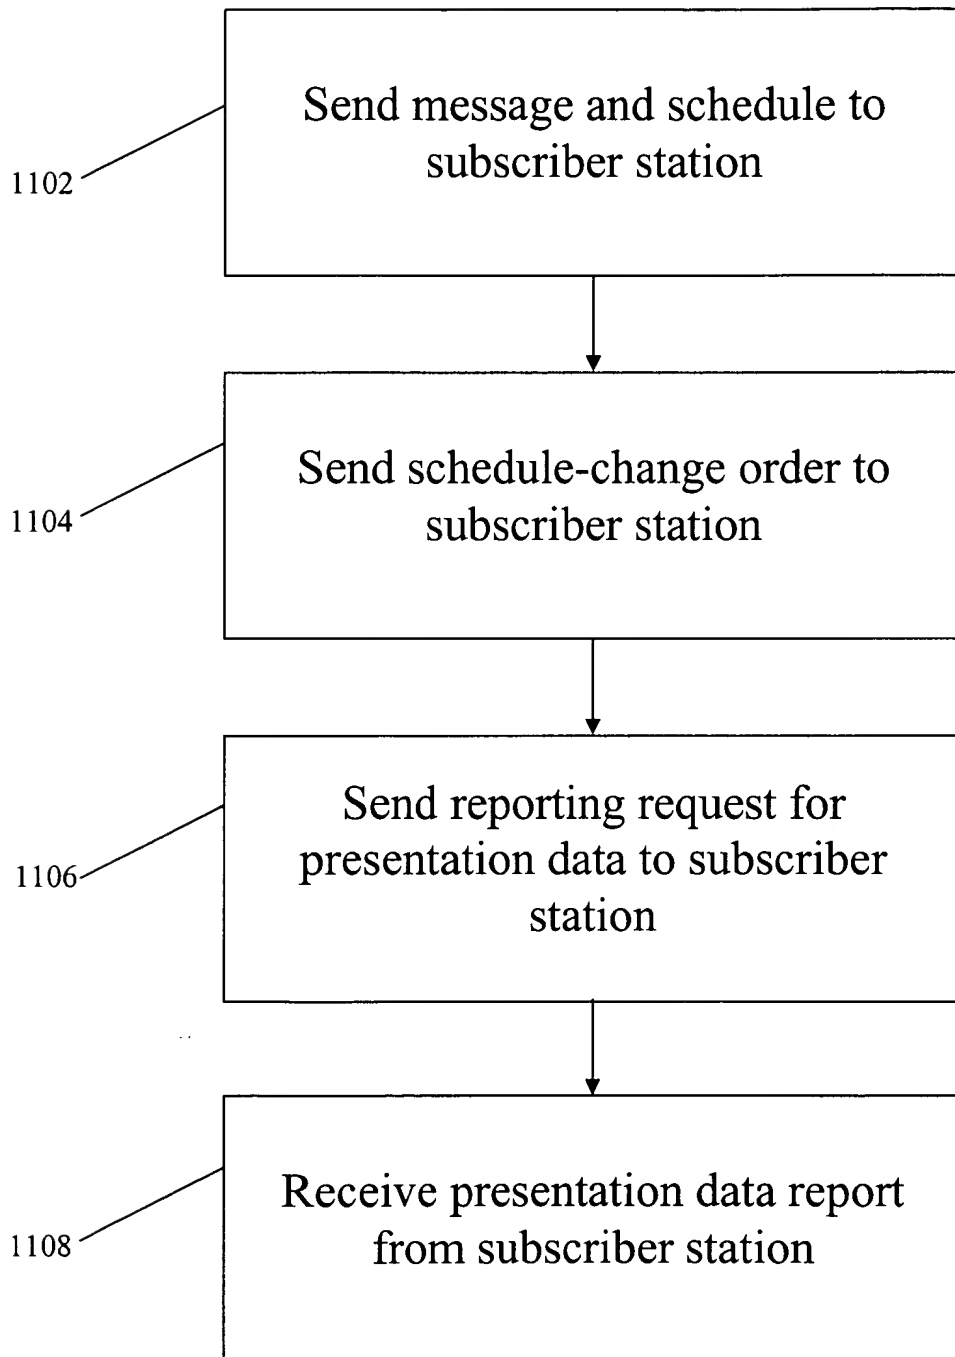 Send message and schedule to
subscriber station
1102
Send schedule-change order to
subscriber station
1104
Send reporting request for
presentation data to subscriber
station
1106
Receive presentation data report
from subscriber station
1108